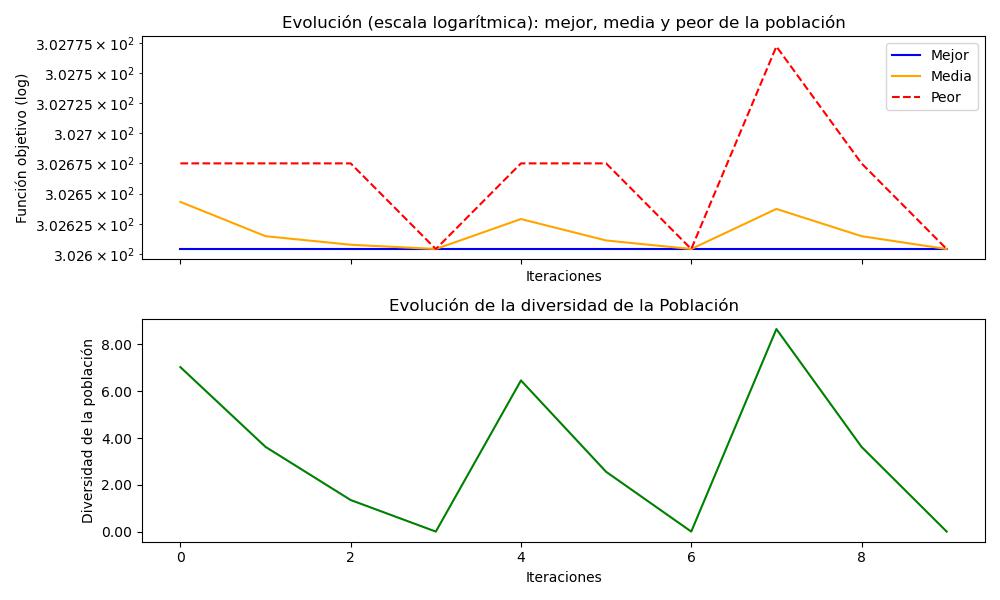 Evolución (escala logarítmica): mejor, media y peor de la población
Función objetivo (log)
3.02775 × 10²
3.0275 × 10²
3.02725 × 10²
3.027 × 10²
3.02675 × 10²
3.0265 × 10²
3.02625 × 10²
3.026 × 10²
Mejor
Media
Peor
Iteraciones
Evolución de la diversidad de la Población
Diversidad de la población
8.00
6.00
4.00
2.00
0.00
0 2 4 6 8
Iteraciones